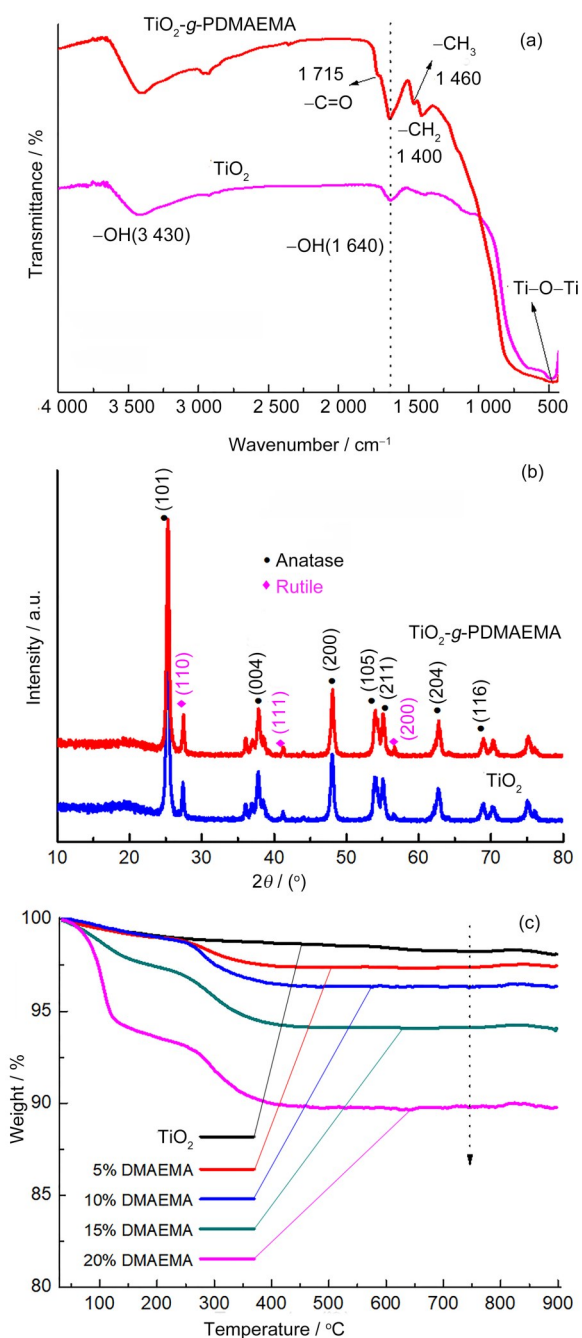 TiO2-g-PDMAEMA
(a)
–CH3
1 715
1 460
–C=O
–CH2
1 400
TiO2
–OH(3 430)
–OH(1 640)
Ti–O–Ti
Transmittance / %
4 000 3 500 3 000 2 500 2 000 1 500 1 000 500
Wavenumber / cm–1
(b)
(101)
Anatase
Rutile
TiO2-g-PDMAEMA
(110)
(004)
(111)
(200)
(105)
(211)
(200)
(204)
(116)
TiO2
Intensity / a.u.
10 20 30 40 50 60 70 80
2θ / (o)
(c)
100
95
90
85
80
Weight / %
TiO2
5% DMAEMA
10% DMAEMA
15% DMAEMA
20% DMAEMA
100 200 300 400 500 600 700 800 900
Temperature / oC